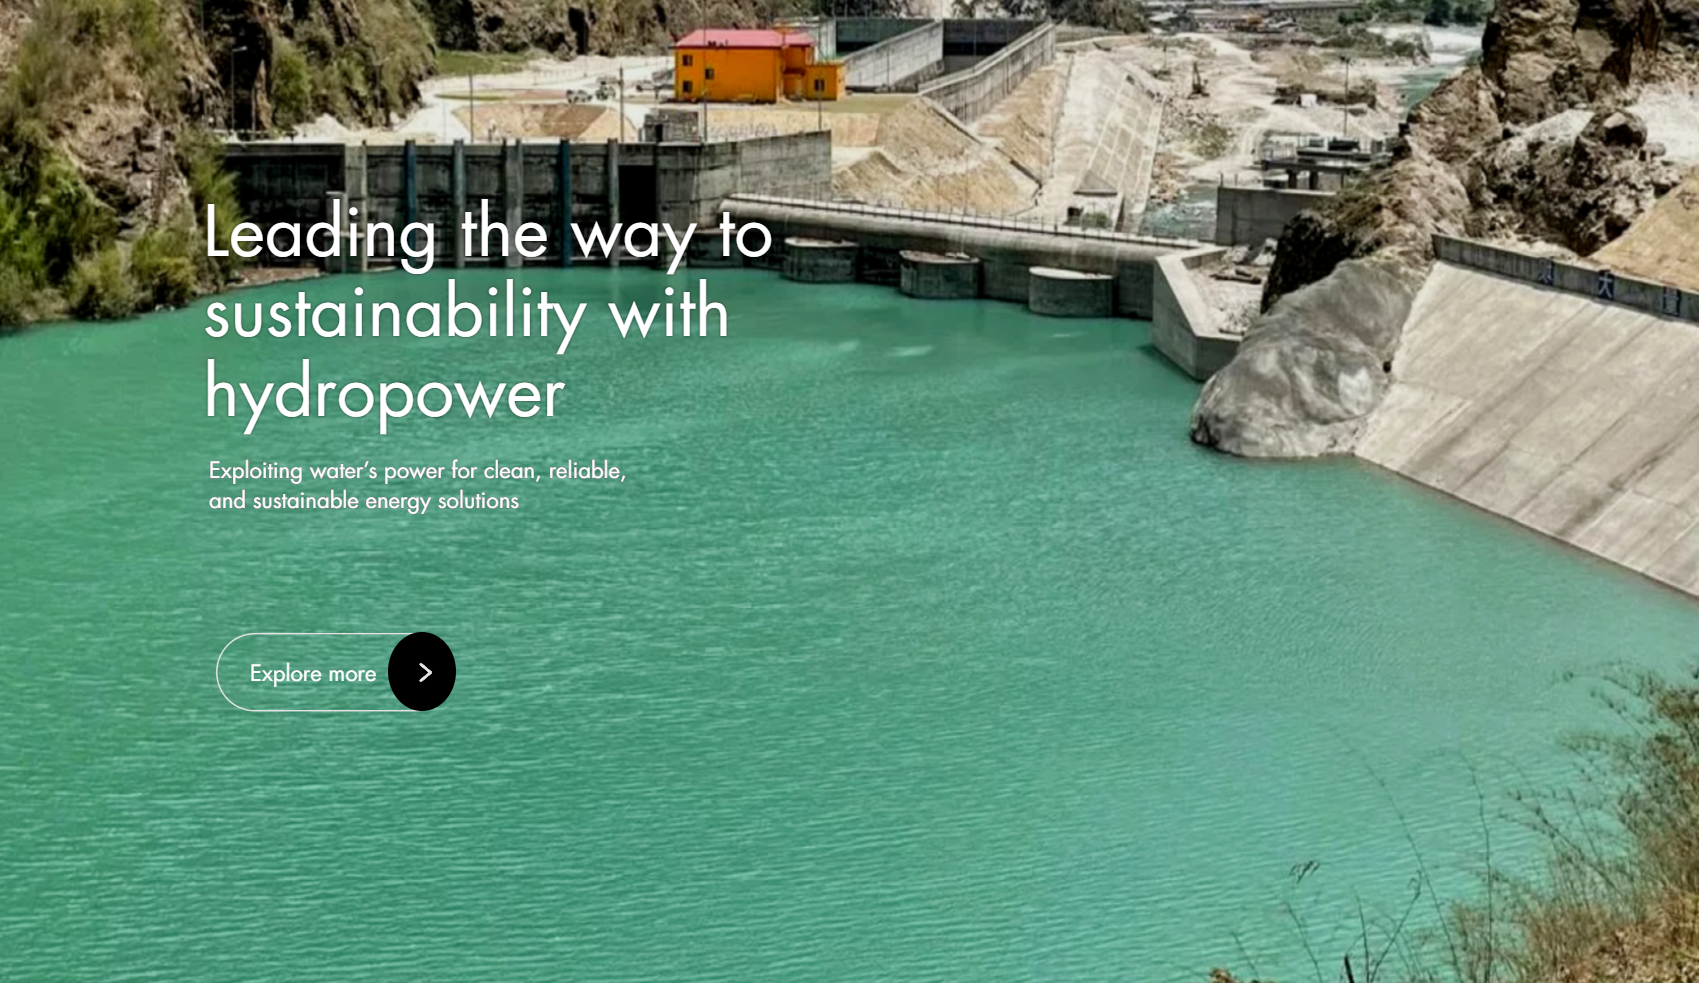 Leading the way to
sustainability with
hydropower
Exploiting water’s power for clean, reliable,
and sustainable energy solutions
Explore more
大